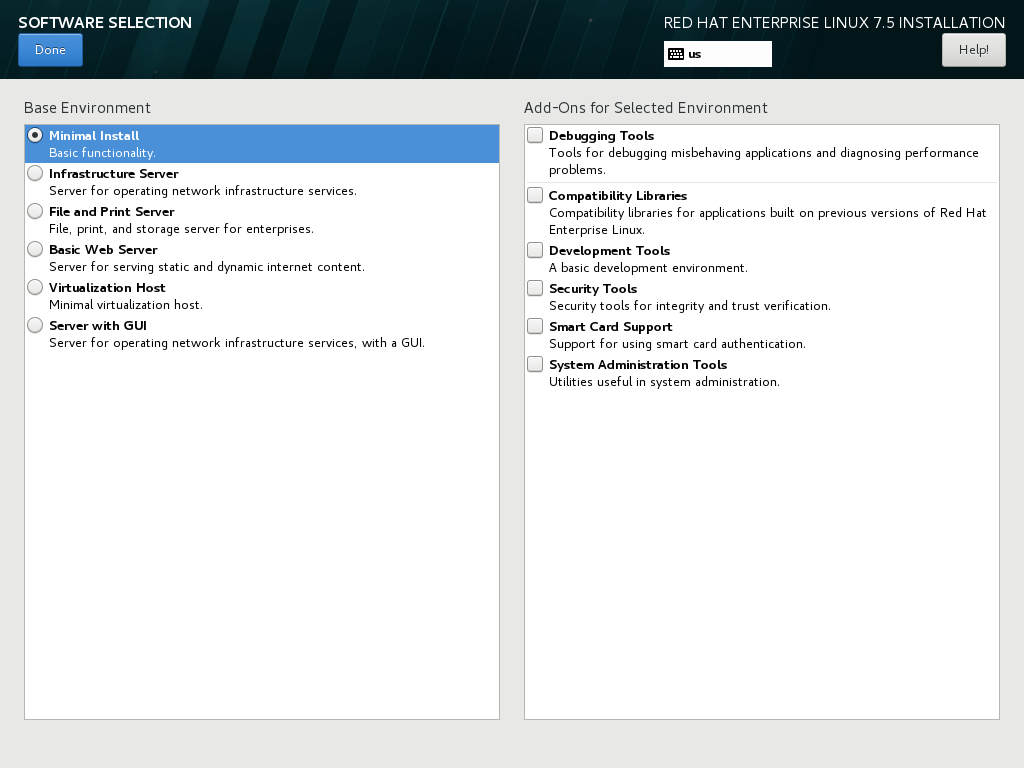 SOFTWARE SELECTION
RED HAT ENTERPRISE LINUX 7.5 INSTALLATION
Done
us
Help!
Base Environment
Minimal Install
Basic functionality.
Infrastructure Server
Server for operating network infrastructure services.
File and Print Server
File, print, and storage server for enterprises.
Basic Web Server
Server for serving static and dynamic internet content.
Virtualization Host
Minimal virtualization host.
Server with GUI
Server for operating network infrastructure services, with a GUI.
Add-Ons for Selected Environment
Debugging Tools
Tools for debugging misbehaving applications and diagnosing performance
problems.
Compatibility Libraries
Compatibility libraries for applications built on previous versions of Red Hat
Enterprise Linux.
Development Tools
A basic development environment.
Security Tools
Security tools for integrity and trust verification.
Smart Card Support
Support for using smart card authentication.
System Administration Tools
Utilities useful in system administration.